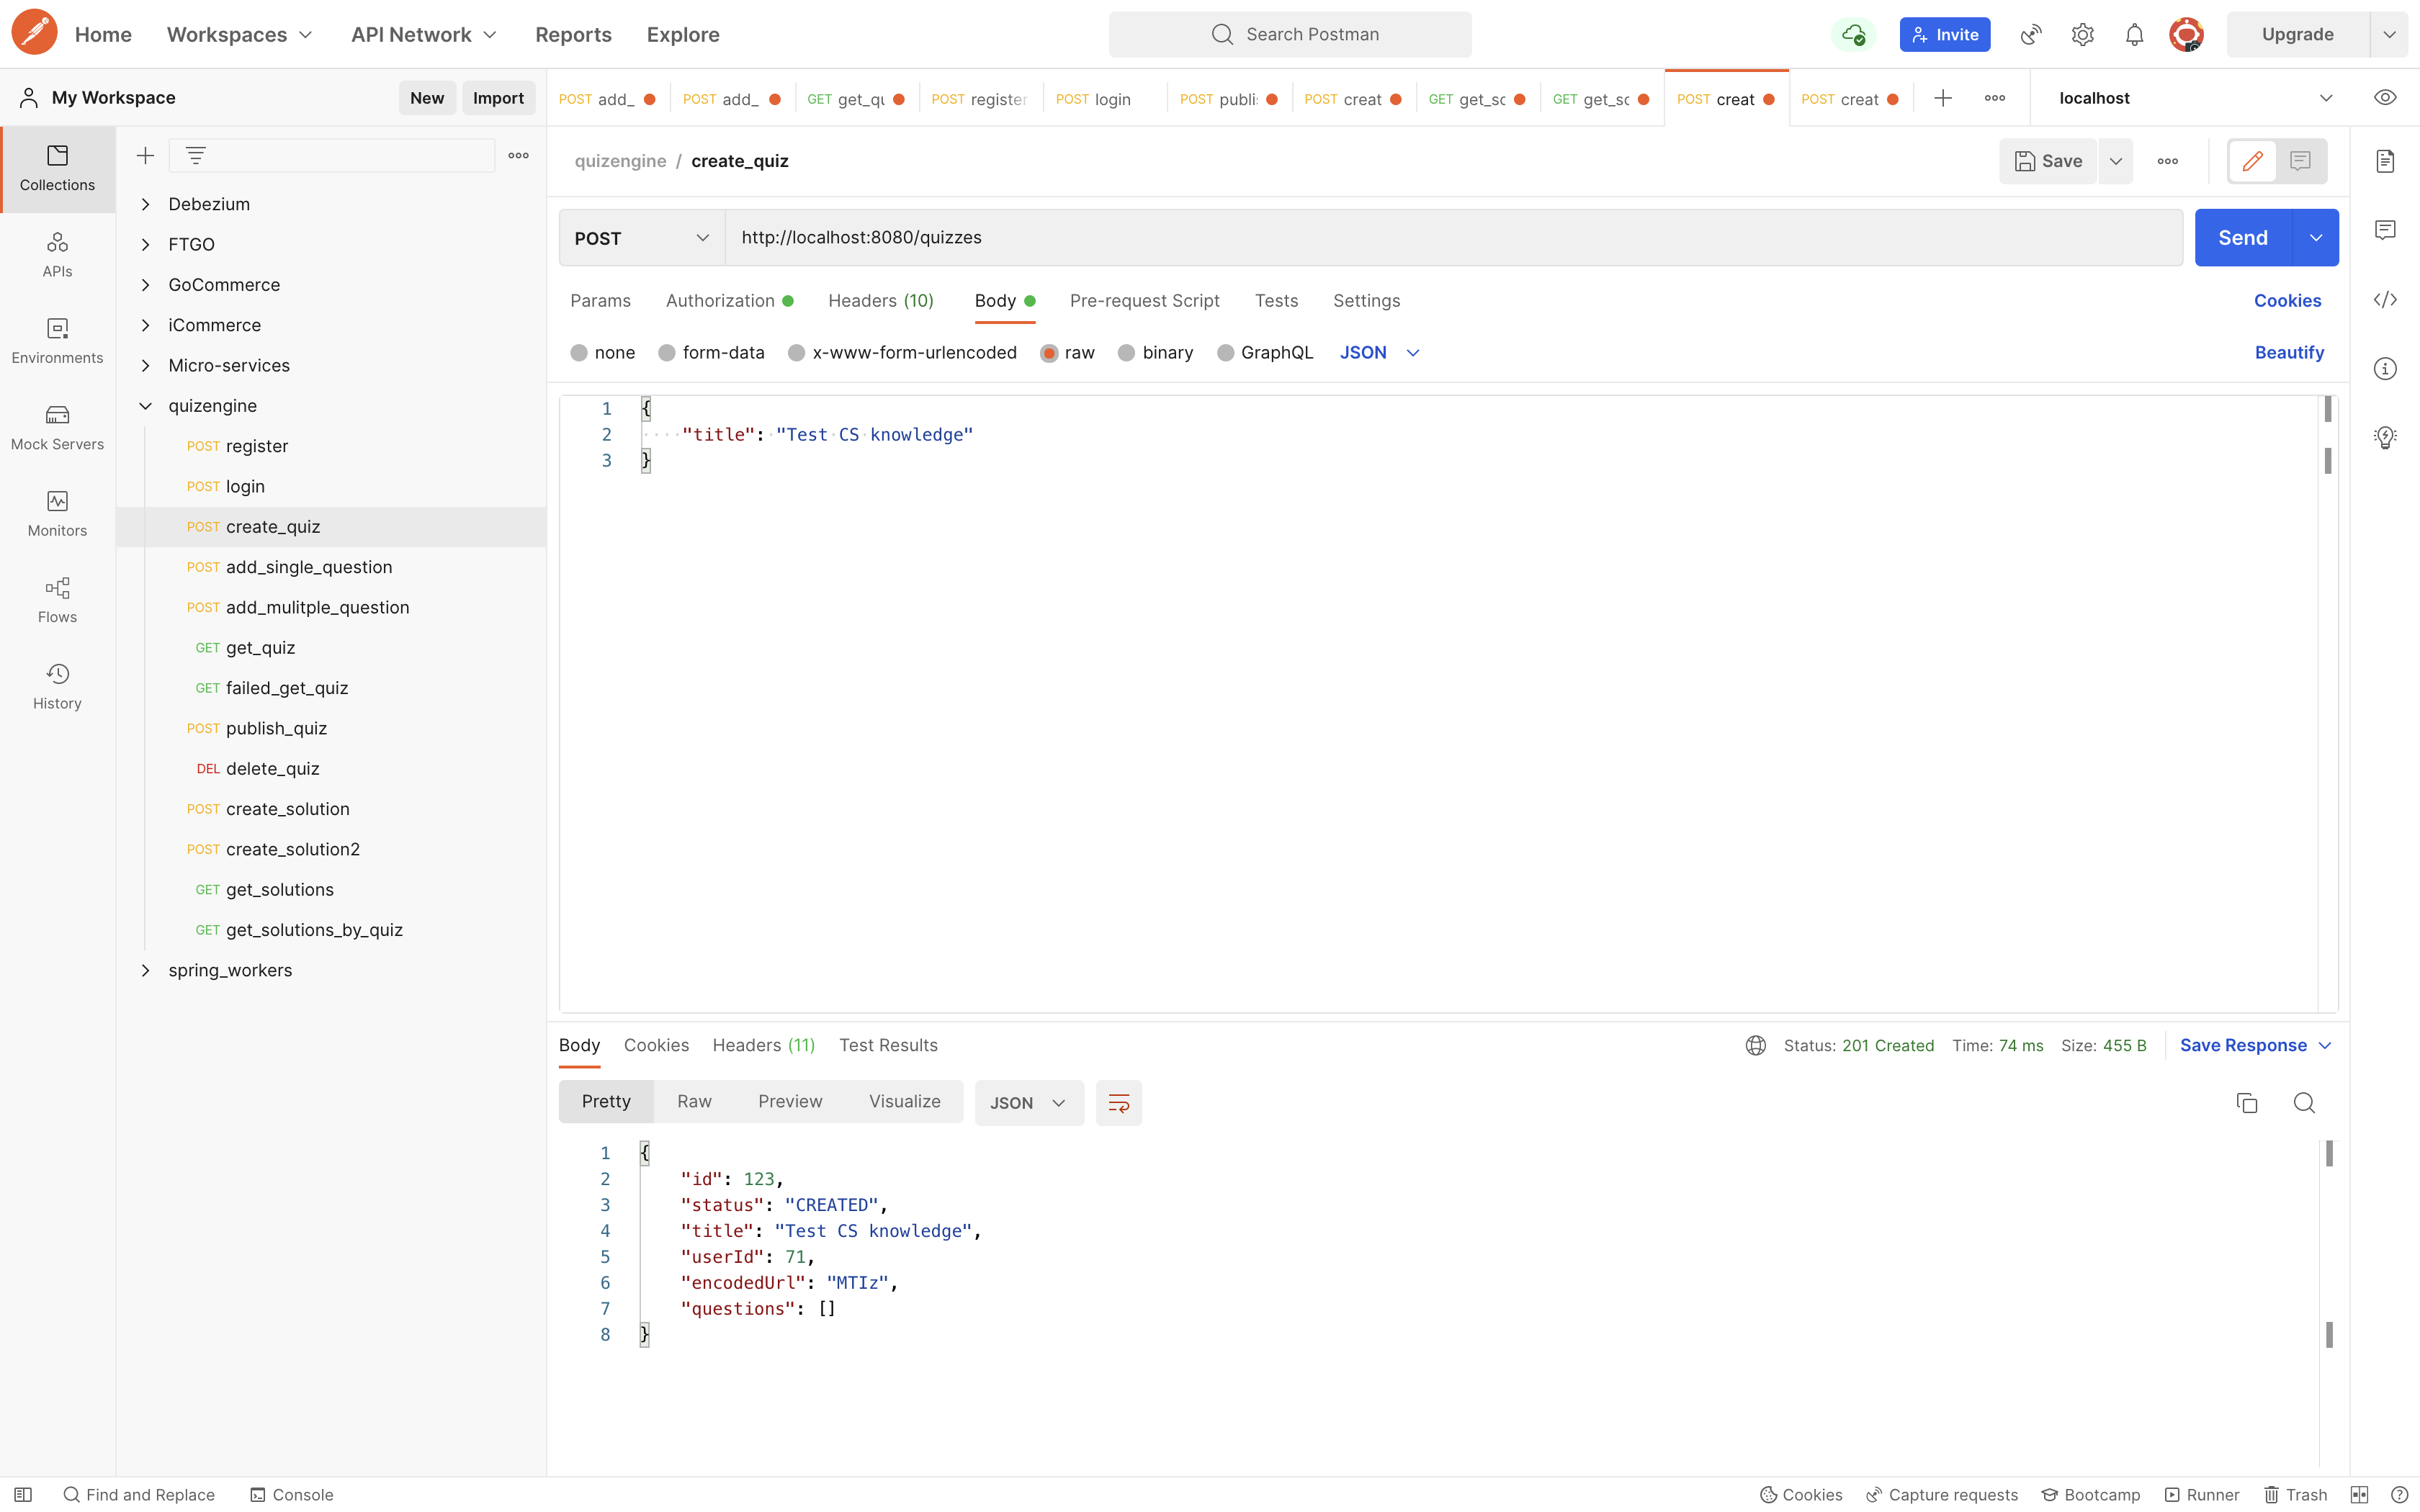 Home Workspaces API Network Reports Explore Search Postman Invite Upgrade
My Workspace New Import
POST add_ POST add_ GET get_qu POST register POST login POST publi: POST creat GET get_sc GET get_sc POST creat POST creat localhost
Collections
APIs
Environments
Mock Servers
Monitors
Flows
History
Debezium
FTGO
GoCommerce
iCommerce
Micro-services
quizengine
POST register
POST login
POST create_quiz
POST add_single_question
POST add_mulitple_question
GET get_quiz
GET failed_get_quiz
POST publish_quiz
DEL delete_quiz
POST create_solution
POST create_solution2
GET get_solutions
GET get_solutions_by_quiz
spring_workers
quizengine / create_quiz Save
POST http://localhost:8080/quizzes Send
Params Authorization Headers (10) Body Pre-request Script Tests Settings Cookies
none form-data x-www-form-urlencoded raw binary GraphQL JSON Beautify
1 {
2 "title": "Test CS knowledge"
3 }
Body Cookies Headers (11) Test Results Status: 201 Created Time: 74 ms Size: 455 B Save Response
Pretty Raw Preview Visualize JSON
1 {
2 "id": 123,
3 "status": "CREATED",
4 "title": "Test CS knowledge",
5 "userId": 71,
6 "encodedUrl": "MTIz",
7 "questions": []
8 }
Find and Replace Console Cookies Capture requests Bootcamp Runner Trash